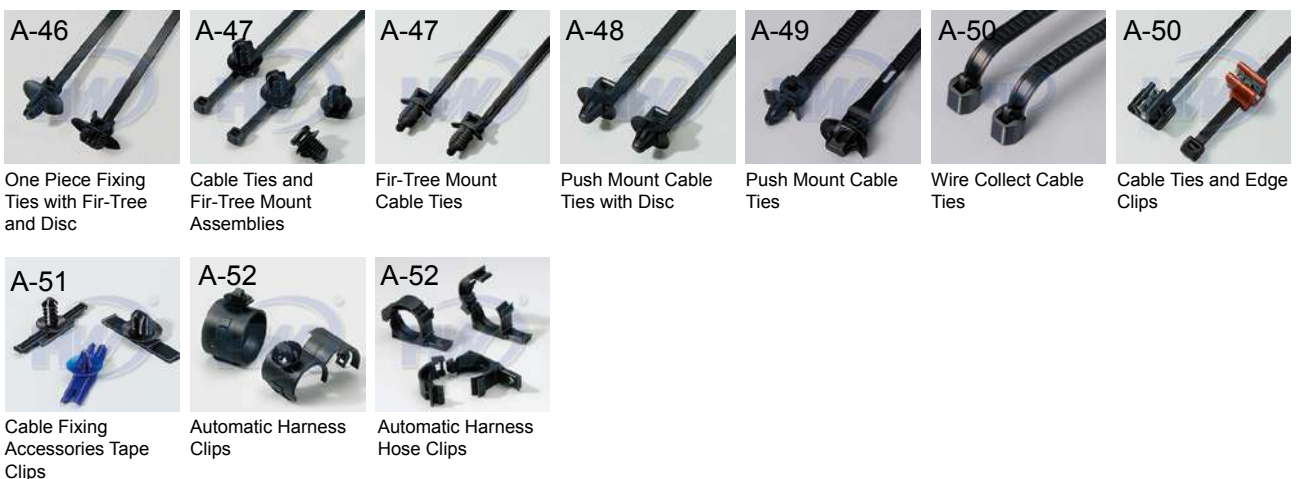 A-46
One Piece Fixing
Ties with Fir-Tree
and Disc
A-47
Cable Ties and
Fir-Tree Mount
Assemblies
A-47
Fir-Tree Mount
Cable Ties
A-48
Push Mount Cable
Ties with Disc
A-49
Push Mount Cable
Ties
A-50
Wire Collect Cable
Ties
A-50
Cable Ties and Edge
Clips
A-51
Cable Fixing
Accessories Tape
Clips
A-52
Automatic Harness
Clips
A-52
Automatic Harness
Hose Clips